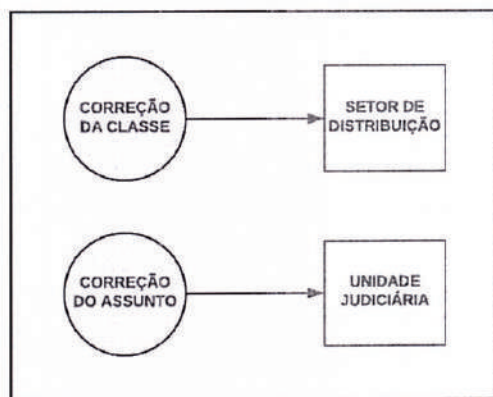 CORREÇÃO
DA CLASSE
SETOR DE
DISTRIBUIÇÃO
CORREÇÃO
DO ASSUNTO
UNIDADE
JUDICIÁRIA